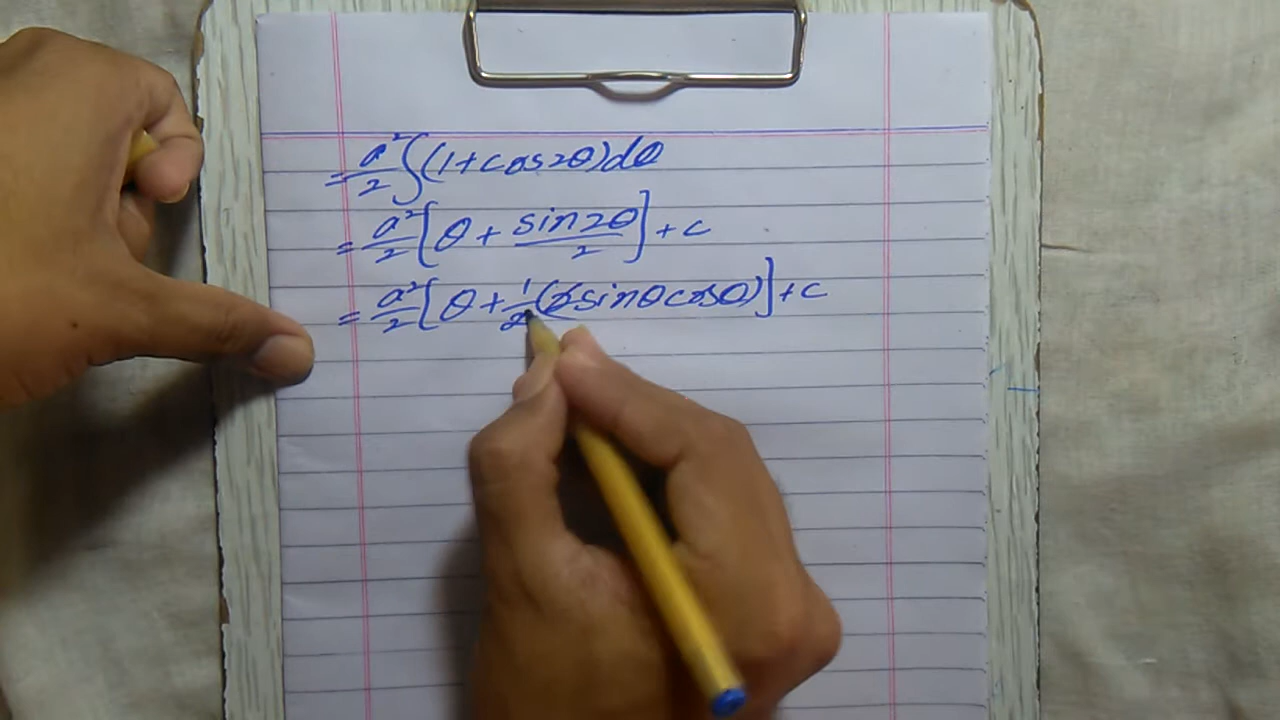 = a²/2 ∫(1+cos2θ)dθ
= a²/2 [θ + sin2θ/2] + c
= a²/2 [θ + 1/2 (2sinθcosθ)] + c